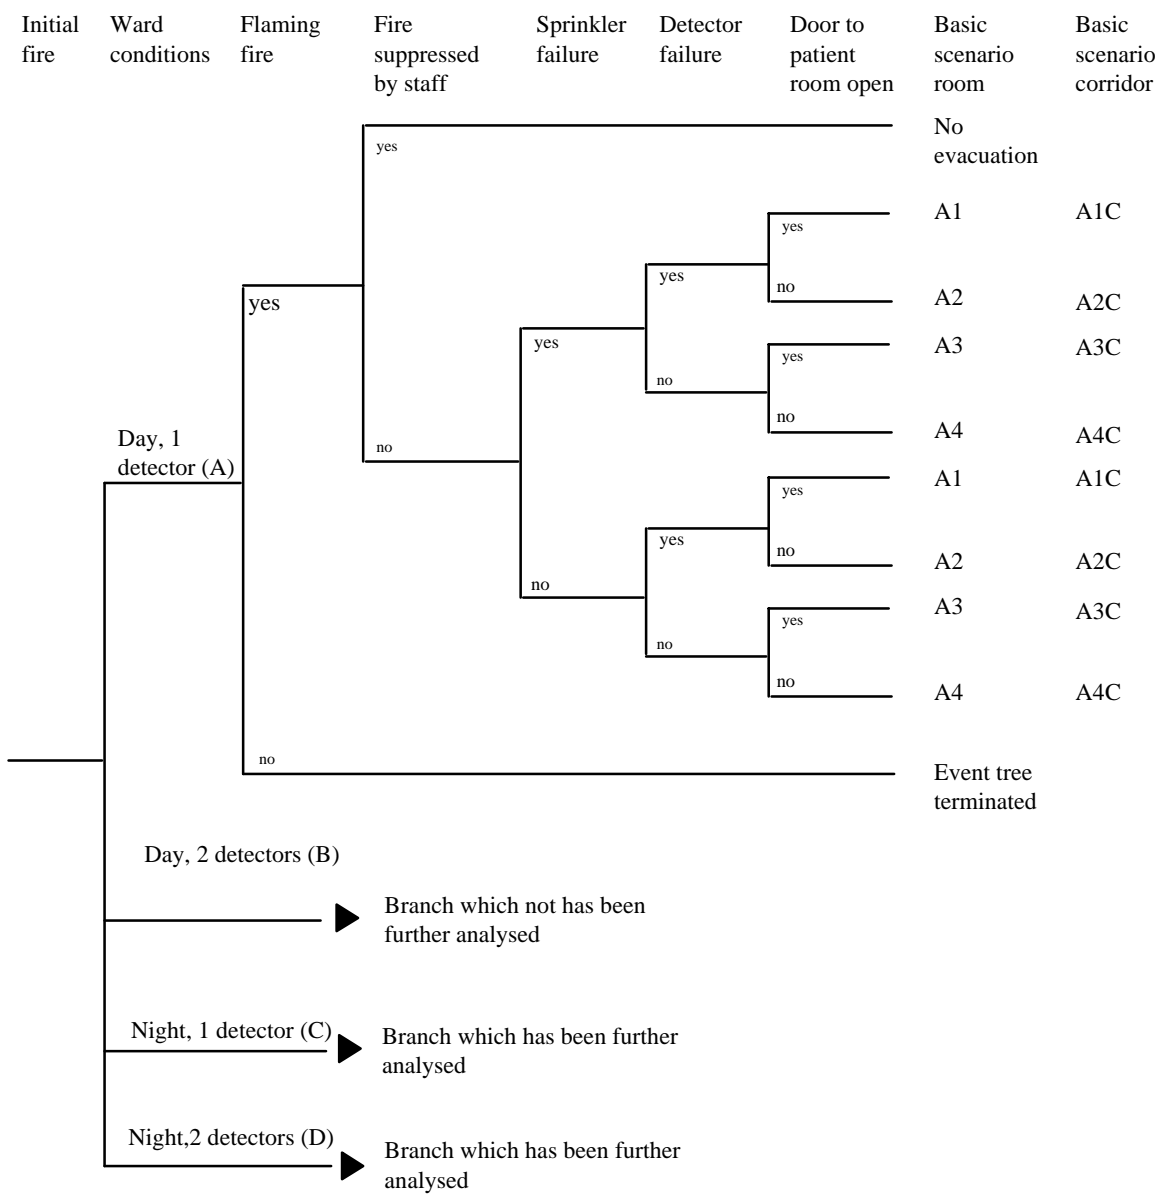 Initial
fire
Ward
conditions
Flaming
fire
Fire
suppressed
by staff
Sprinkler
failure
Detector
failure
Door to
patient
room open
Basic
scenario
room
Basic
scenario
corridor
yes
No
evacuation
yes
A1
A1C
yes
no
A2
A2C
yes
yes
yes
A3
A3C
no
no
A4
A4C
no
Day, 1
detector (A)
yes
A1
A1C
yes
no
A2
A2C
no
yes
A3
A3C
no
no
A4
A4C
no
Event tree
terminated
Day, 2 detectors (B)
Branch which not has been
further analysed
Night, 1 detector (C)
Branch which has been further
analysed
Night,2 detectors (D)
Branch which has been further
analysed